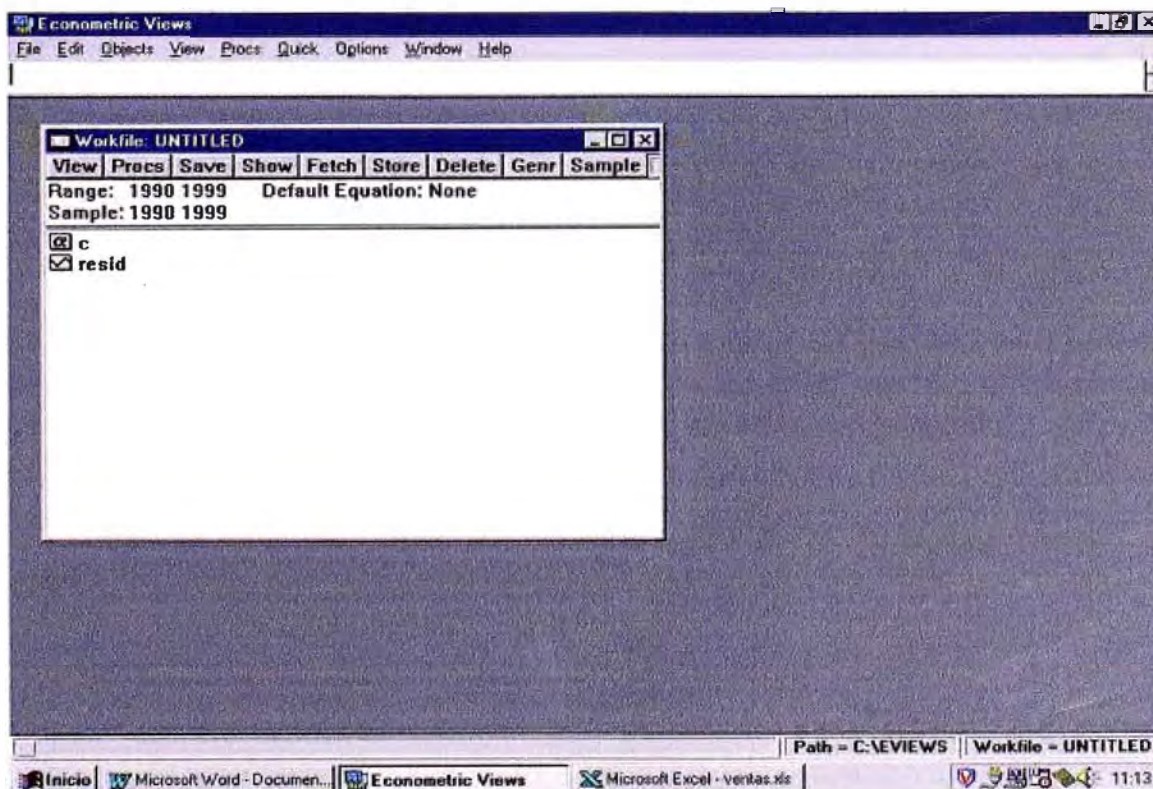 Econometric Views
File Edit Objects View Procs Quick Options Window Help
Workfile: UNTITLED
View Procs Save Show Fetch Store Delete Genr Sample
Range: 1990 1999 Default Equation: None
Sample: 1990 1999
α c
resid
Path = C:\EVIEWS Workfile = UNTITLED
Inicio Microsoft Word - Documen... Econometric Views Microsoft Excel - ventas.xls 11:13